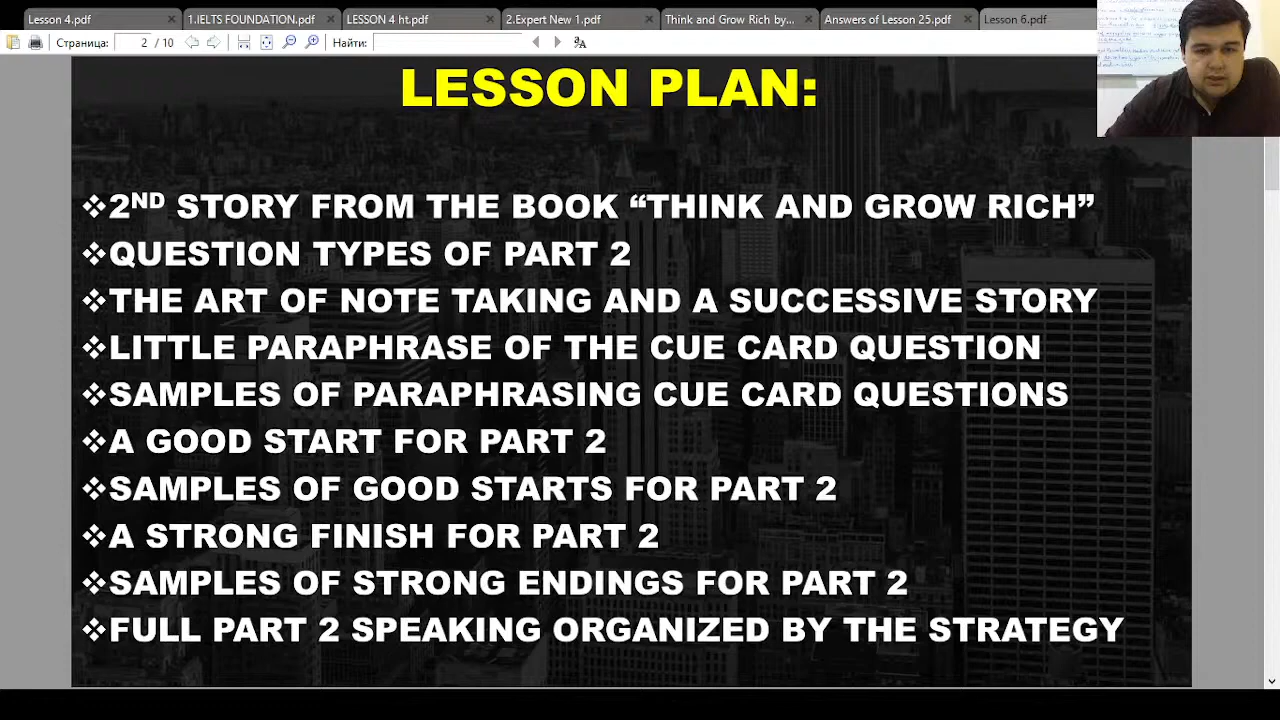 Lesson 4.pdf × 1.IELTS FOUNDATION.pdf × LESSON 4 ht.pdf × 2.Expert New 1.pdf × Think and Grow Rich by... × Answers of Lesson 25.pdf × Lesson 6.pdf
Страница: 2 / 10 Найти:
LESSON PLAN:
❖2ND STORY FROM THE BOOK “THINK AND GROW RICH”
❖QUESTION TYPES OF PART 2
❖THE ART OF NOTE TAKING AND A SUCCESSIVE STORY
❖LITTLE PARAPHRASE OF THE CUE CARD QUESTION
❖SAMPLES OF PARAPHRASING CUE CARD QUESTIONS
❖A GOOD START FOR PART 2
❖SAMPLES OF GOOD STARTS FOR PART 2
❖A STRONG FINISH FOR PART 2
❖SAMPLES OF STRONG ENDINGS FOR PART 2
❖FULL PART 2 SPEAKING ORGANIZED BY THE STRATEGY